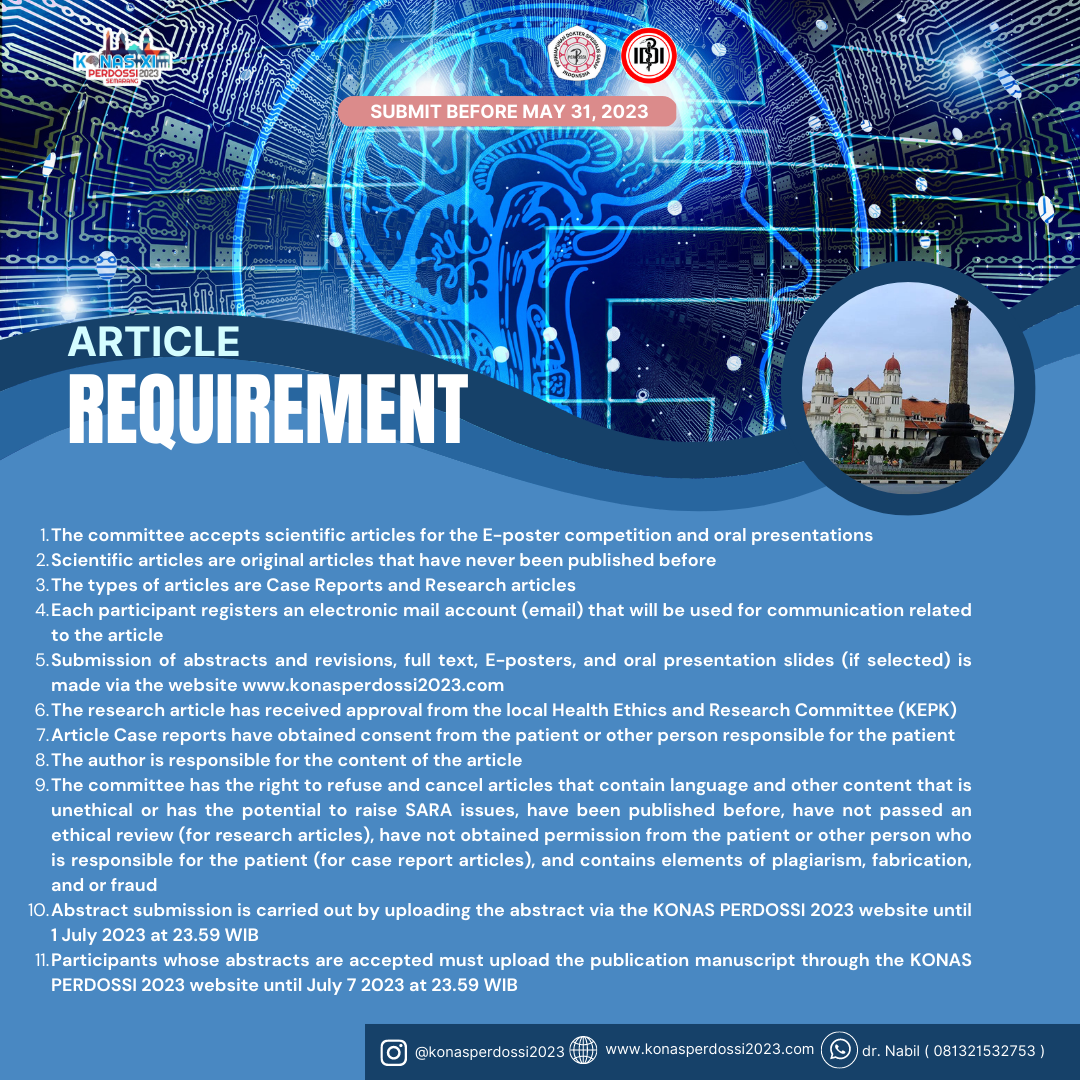 KONAS XI
PERDOSSI 2023
SEMARANG
PERHIMPUNAN DOKTER SPESIALIS SARAF
PERDOSSI
INDONESIA
IDI
SUBMIT BEFORE MAY 31, 2023
ARTICLE
REQUIREMENT
1. The committee accepts scientific articles for the E-poster competition and oral presentations
2. Scientific articles are original articles that have never been published before
3. The types of articles are Case Reports and Research articles
4. Each participant registers an electronic mail account (email) that will be used for communication related
to the article
5. Submission of abstracts and revisions, full text, E-posters, and oral presentation slides (if selected) is
made via the website www.konasperdossi2023.com
6. The research article has received approval from the local Health Ethics and Research Committee (KEPK)
7. Article Case reports have obtained consent from the patient or other person responsible for the patient
8. The author is responsible for the content of the article
9. The committee has the right to refuse and cancel articles that contain language and other content that is
unethical or has the potential to raise SARA issues, have been published before, have not passed an
ethical review (for research articles), have not obtained permission from the patient or other person who
is responsible for the patient (for case report articles), and contains elements of plagiarism, fabrication,
and or fraud
10. Abstract submission is carried out by uploading the abstract via the KONAS PERDOSSI 2023 website until
1 July 2023 at 23.59 WIB
11. Participants whose abstracts are accepted must upload the publication manuscript through the KONAS
PERDOSSI 2023 website until July 7 2023 at 23.59 WIB
@konasperdossi2023 www.konasperdossi2023.com dr. Nabil ( 081321532753 )